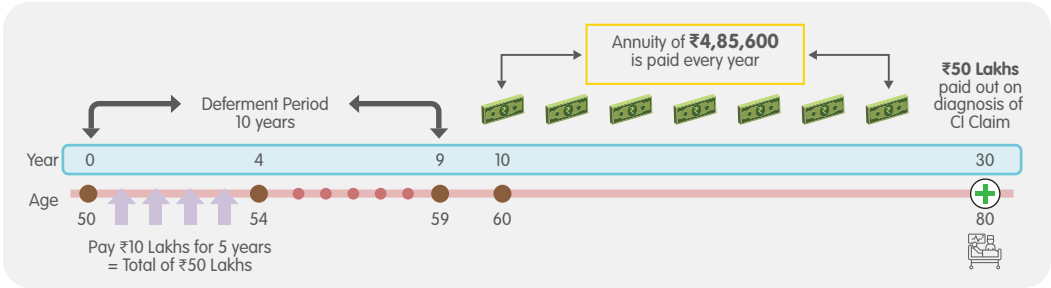 Annuity of ₹4,85,600
is paid every year
₹50 Lakhs
paid out on
diagnosis of
CI Claim
Deferment Period
10 years
Year 0 4 9 10 30
Age
50 54 59 60 80
Pay ₹10 Lakhs for 5 years
= Total of ₹50 Lakhs